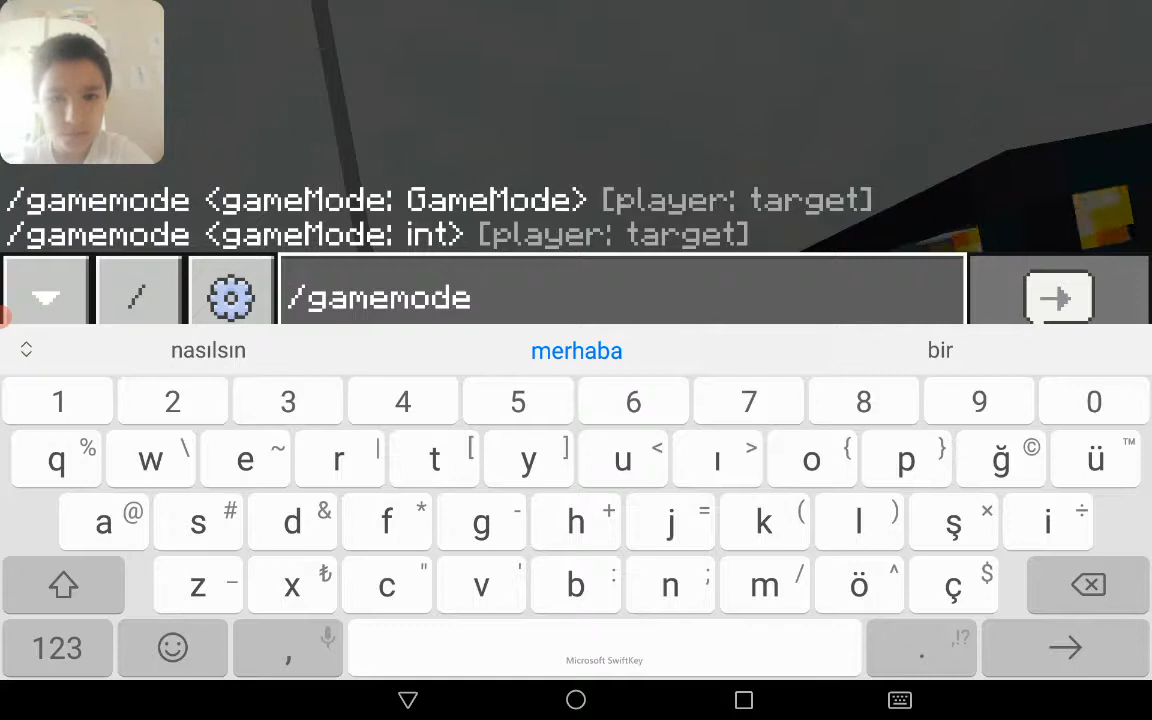 /gamemode <gameMode: GameMode> [player: target]
/gamemode <gameMode: int> [player: target]
/ /gamemode
nasılsın merhaba bir
1 2 3 4 5 6 7 8 9 0
q % w \ e ~ r | t [ y ] u < ı > o { p } ğ © ü ™
a @ s # d & f * g - h + j = k ( l ) ş × i ÷
z _ x ₺ c " v ' b : n ; m / ö ^ ç $
123 , Microsoft SwiftKey . ,!?